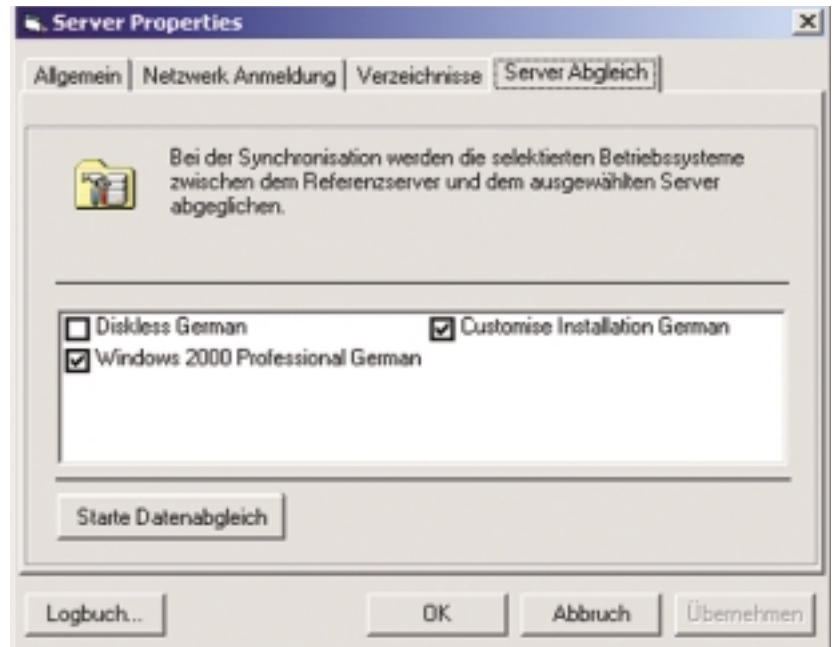 Server Properties
Allgemein Netzwerk Anmeldung Verzeichnisse Server Abgleich
Bei der Synchronisation werden die selektierten Betriebssysteme
zwischen dem Referenzserver und dem ausgewählten Server
abgeglichen.
Diskless German Customise Installation German
Windows 2000 Professional German
Starte Datenabgleich
Logbuch... OK Abbruch Übernehmen